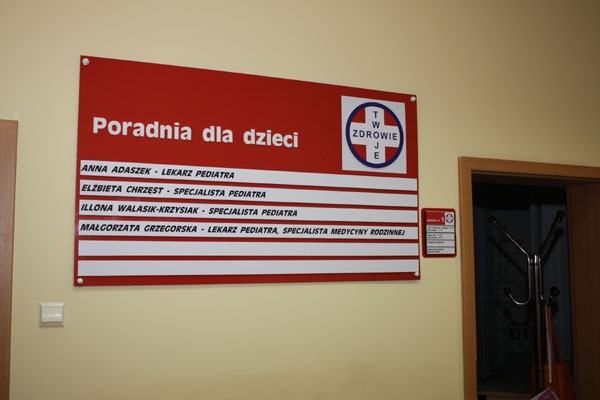 Poradnia dla dzieci
TWOJE
ZDROWIE
ANNA ADASZEK - LEKARZ PEDIATRA
ELŻBIETA CHRZĘST - SPECJALISTA PEDIATRA
ILLONA WALASIK-KRZYSIAK - SPECJALISTA PEDIATRA
MAŁGORZATA GRZEGORSKA - LEKARZ PEDIATRA, SPECJALISTA MEDYCYNY RODZINNEJ
1